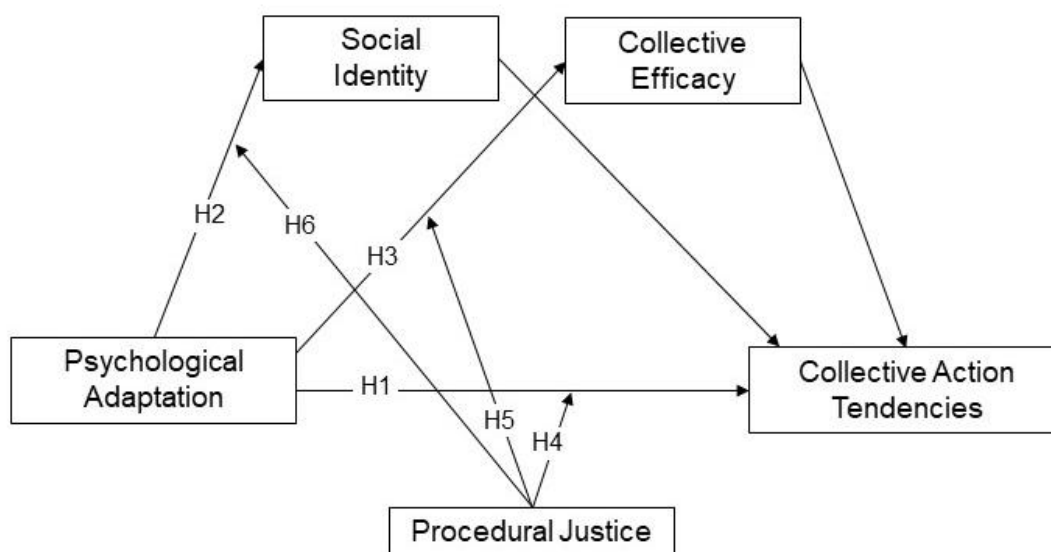 Social
Identity
Collective
Efficacy
H2
H6
H3
Psychological
Adaptation
H1
H5
H4
Collective Action
Tendencies
Procedural Justice